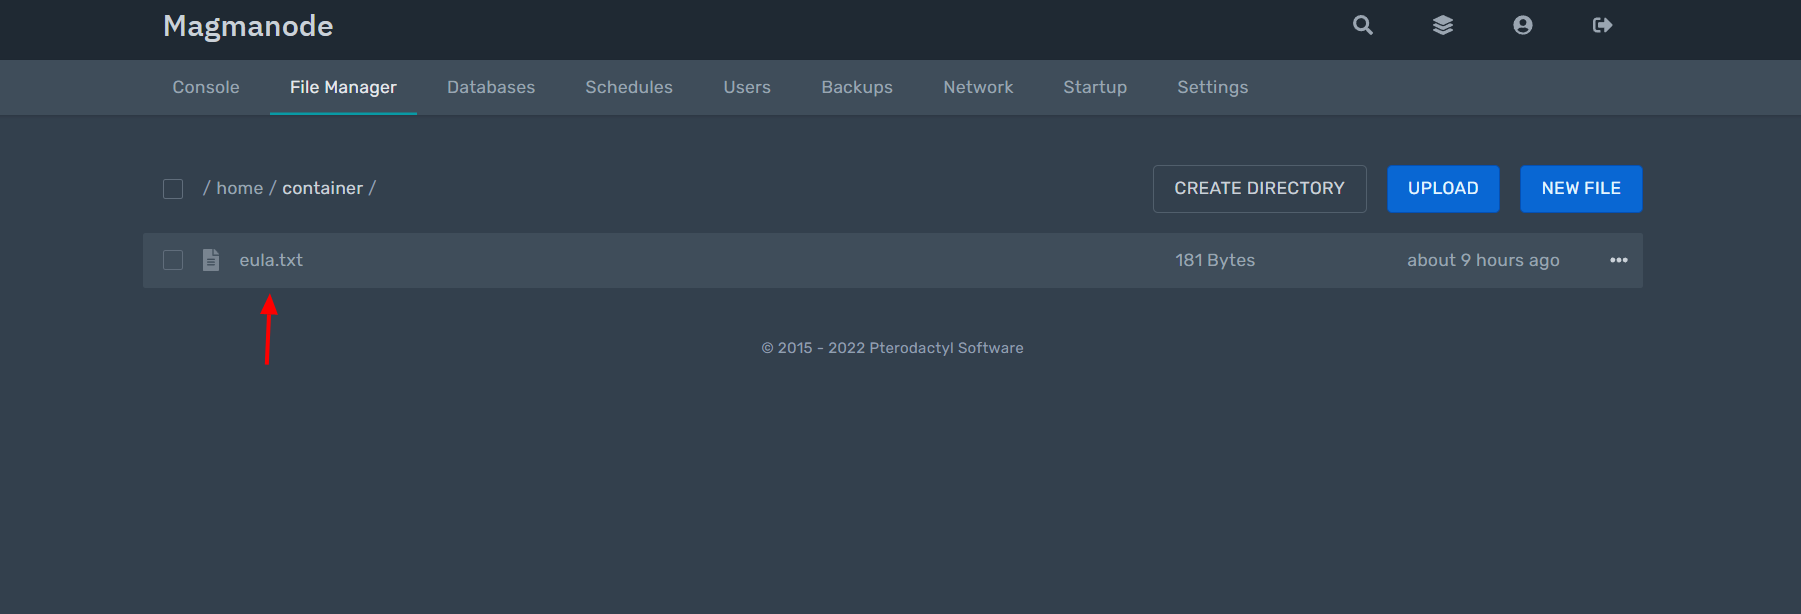 Magmanode
Console File Manager Databases Schedules Users Backups Network Startup Settings
/ home / container / CREATE DIRECTORY UPLOAD NEW FILE
eula.txt 181 Bytes about 9 hours ago
© 2015 - 2022 Pterodactyl Software